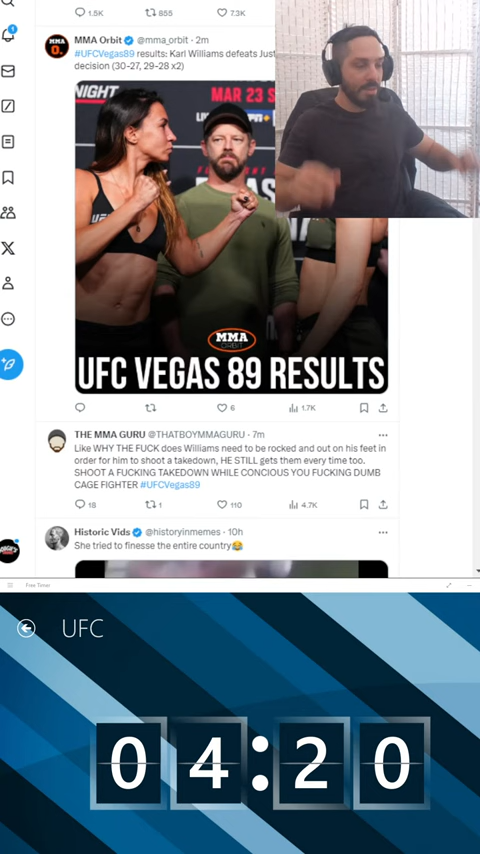 1.5K 855 7.3K
MMA Orbit @mma_orbit · 2m
#UFCVegas89 results: Karl Williams defeats Just
decision (30-27, 29-28 x2)
NIGHT MAR 23
MMA
ORBIT
UFC VEGAS 89 RESULTS
6 1.7K
THE MMA GURU @THATBOYMMAGURU · 7m
Like WHY THE FUCK does Williams need to be rocked and out on his feet in
order for him to shoot a takedown, HE STILL gets them every time too.
SHOOT A FUCKING TAKEDOWN WHILE CONCIOUS YOU FUCKING DUMB
CAGE FIGHTER #UFCVegas89
18 1 110 4.7K
Historic Vids @historyinmemes · 10h
She tried to finesse the entire country😂
Free Timer
UFC
04:20